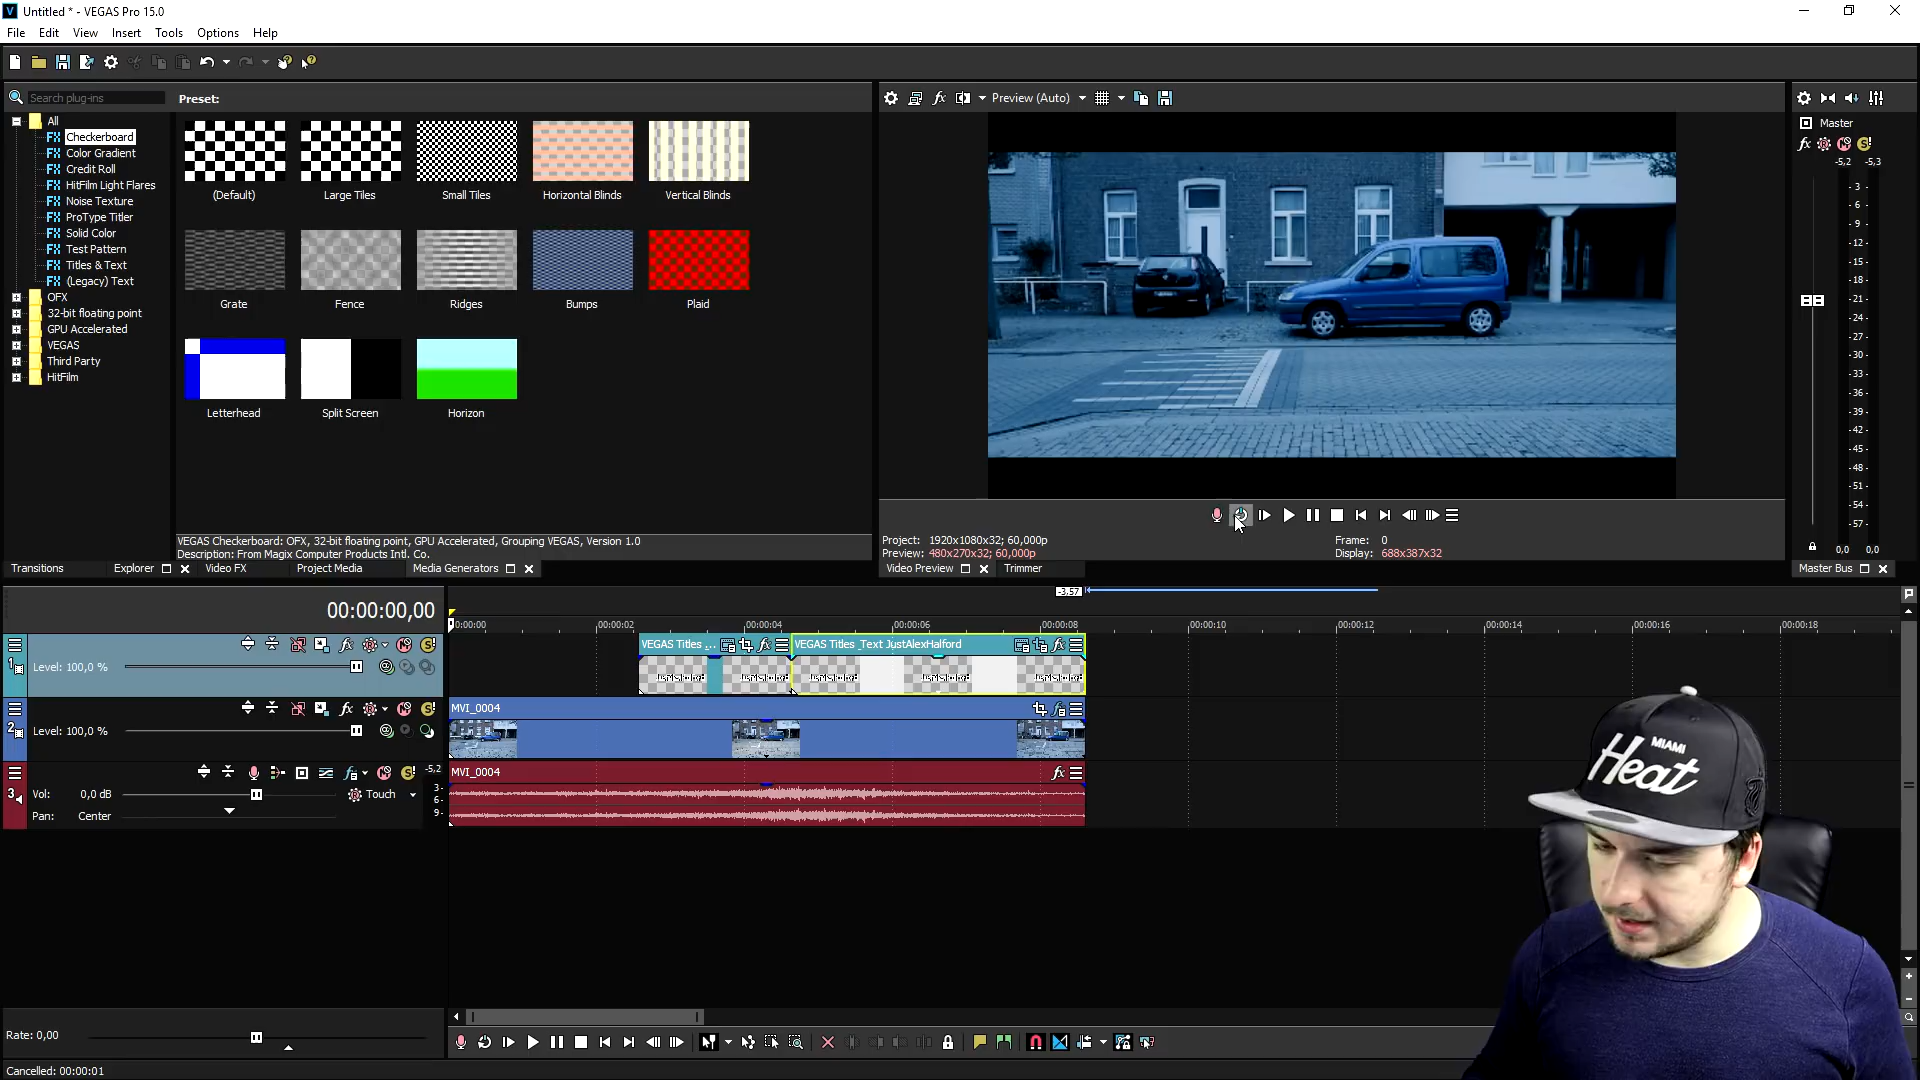 Untitled * - VEGAS Pro 15.0
File Edit View Insert Tools Options Help
Search plug-ins
Preset:
All
Checkerboard
Color Gradient
Credit Roll
HitFilm Light Flares
Noise Texture
ProType Titler
Solid Color
Test Pattern
Titles & Text
(Legacy) Text
OFX
32-bit floating point
GPU Accelerated
VEGAS
Third Party
HitFilm
(Default) Large Tiles Small Tiles Horizontal Blinds Vertical Blinds
Grate Fence Ridges Bumps Plaid
Letterhead Split Screen Horizon
VEGAS Checkerboard: OFX, 32-bit floating point, GPU Accelerated, Grouping VEGAS, Version 1.0
Description: From Magix Computer Products Intl. Co.
Transitions Explorer Video FX Project Media Media Generators
Preview (Auto)
Project: 1920x1080x32; 60,000p
Preview: 480x270x32; 60,000p
Frame: 0
Display: 688x387x32
Video Preview Trimmer
Master
-5,2 -5,3
- 3 -
- 6 -
- 9 -
-12-
-15-
-18-
-21-
-24-
-27-
-30-
-33-
-36-
-39-
-42-
-45-
-48-
-51-
-54-
-57-
0,0 0,0
Master Bus
00:00:00,00
-3.57
0:00:00 00:00:02 00:00:04 00:00:06 00:00:08 00:00:10 00:00:12 00:00:14 00:00:16 00:00:18
1
Level: 100,0 %
VEGAS Titles ... VEGAS Titles _Text JustAlexHalford
2
Level: 100,0 %
MVI_0004
3
Vol: 0,0 dB Touch
Pan: Center
-5,2
3-
6-
9-
MVI_0004
MIAMI
Heat
Rate: 0,00
Cancelled: 00:00:01